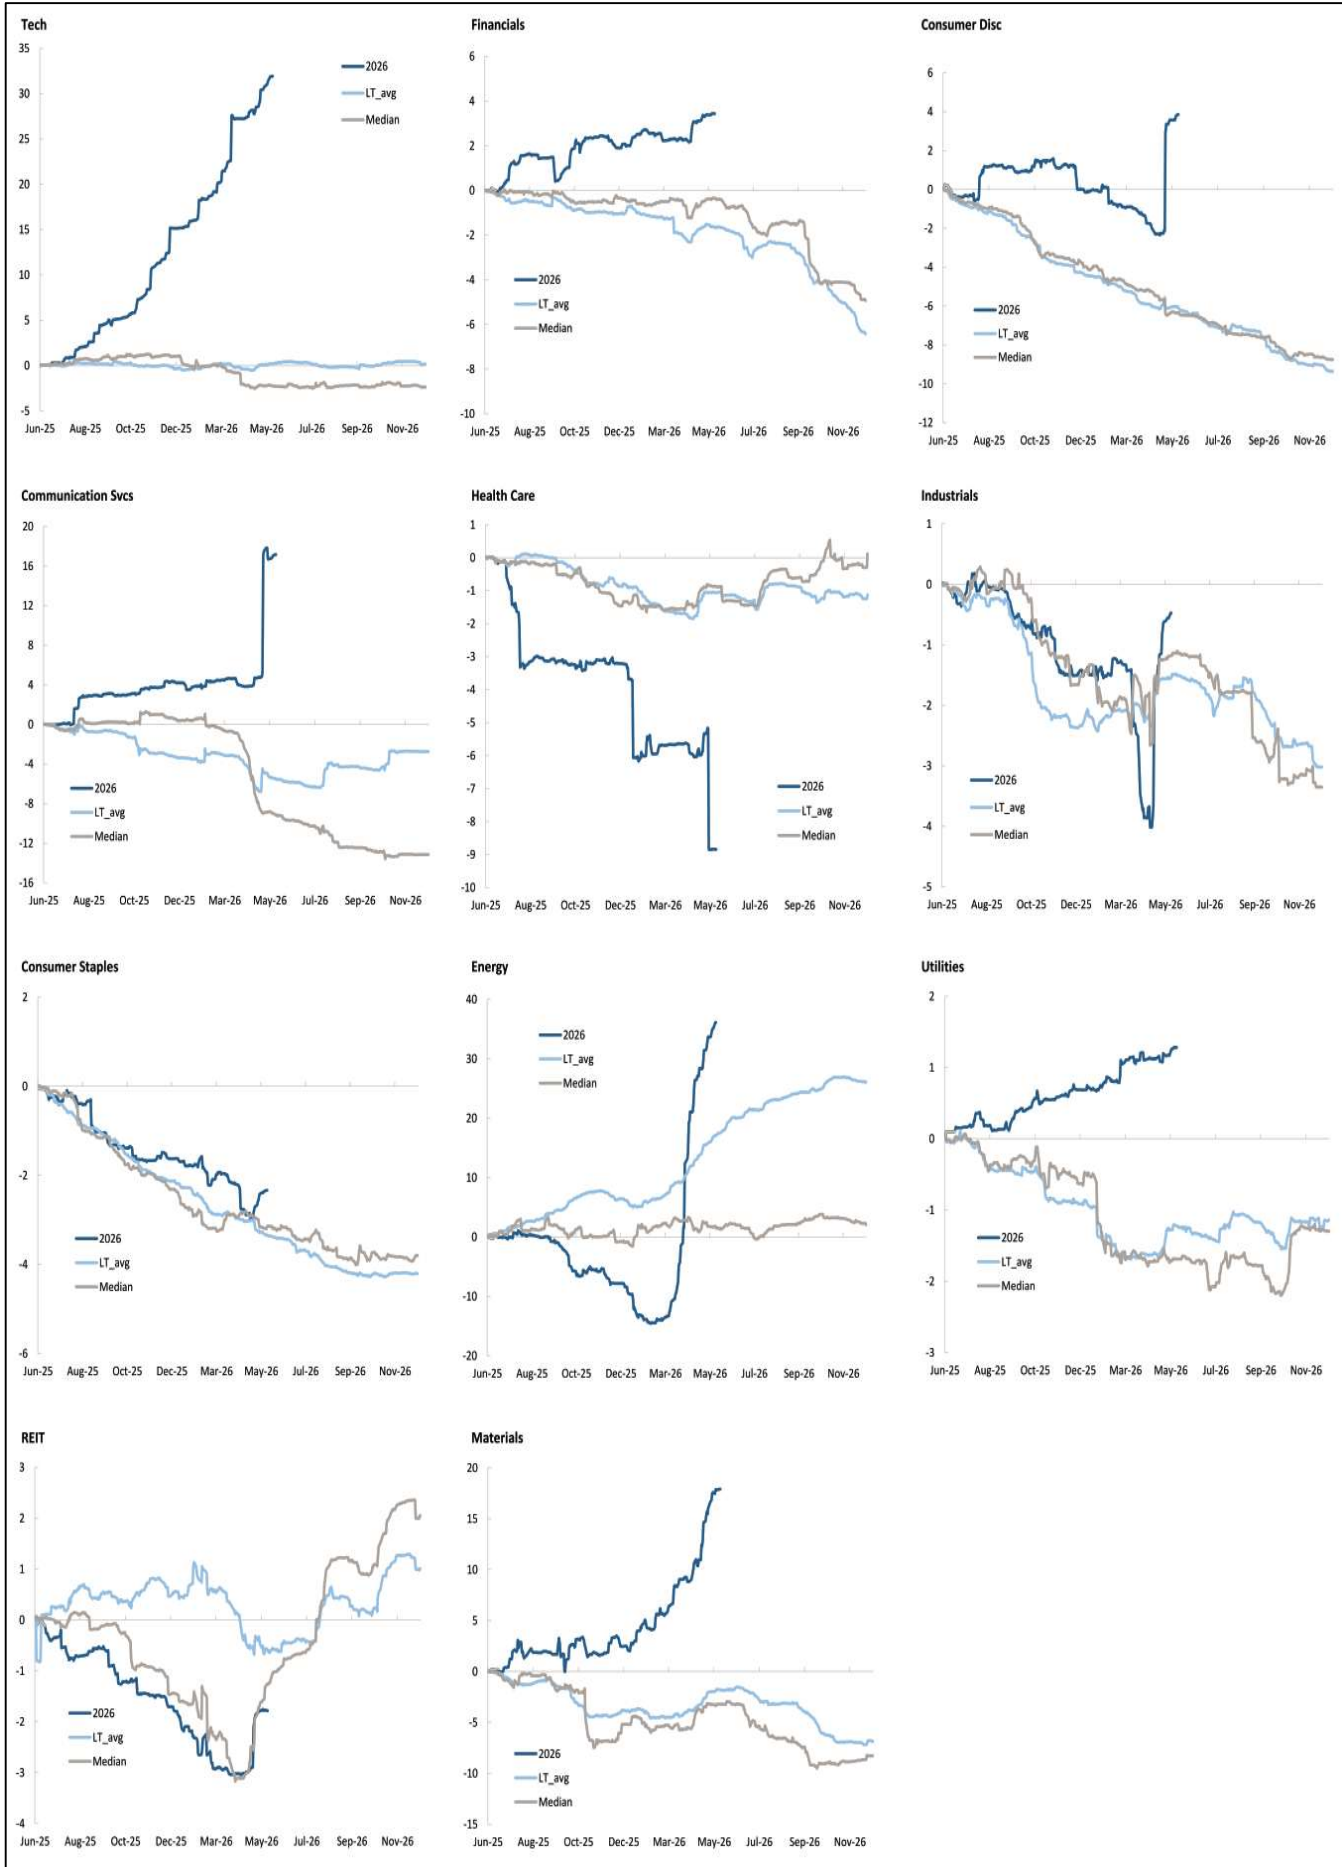 Tech
35
30
25
20
15
10
5
0
-5
2026
LT_avg
Median
Jun-25 Aug-25 Oct-25 Dec-25 Mar-26 May-26 Jul-26 Sep-26 Nov-26
Financials
6
4
2
0
-2
-4
-6
-8
-10
2026
LT_avg
Median
Jun-25 Aug-25 Oct-25 Dec-25 Mar-26 May-26 Jul-26 Sep-26 Nov-26
Consumer Disc
6
4
2
0
-2
-4
-6
-8
-10
-12
2026
LT_avg
Median
Jun-25 Aug-25 Oct-25 Dec-25 Mar-26 May-26 Jul-26 Sep-26 Nov-26
Communication Svcs
20
16
12
8
4
0
-4
-8
-12
-16
2026
LT_avg
Median
Jun-25 Aug-25 Oct-25 Dec-25 Mar-26 May-26 Jul-26 Sep-26 Nov-26
Health Care
1
0
-1
-2
-3
-4
-5
-6
-7
-8
-9
-10
2026
LT_avg
Median
Jun-25 Aug-25 Oct-25 Dec-25 Mar-26 May-26 Jul-26 Sep-26 Nov-26
Industrials
1
0
-1
-2
-3
-4
-5
2026
LT_avg
Median
Jun-25 Aug-25 Oct-25 Dec-25 Mar-26 May-26 Jul-26 Sep-26 Nov-26
Consumer Staples
2
0
-2
-4
-6
2026
LT_avg
Median
Jun-25 Aug-25 Oct-25 Dec-25 Mar-26 May-26 Jul-26 Sep-26 Nov-26
Energy
40
30
20
10
0
-10
-20
2026
LT_avg
Median
Jun-25 Aug-25 Oct-25 Dec-25 Mar-26 May-26 Jul-26 Sep-26 Nov-26
Utilities
2
1
0
-1
-2
-3
2026
LT_avg
Median
Jun-25 Aug-25 Oct-25 Dec-25 Mar-26 May-26 Jul-26 Sep-26 Nov-26
REIT
3
2
1
0
-1
-2
-3
-4
2026
LT_avg
Median
Jun-25 Aug-25 Oct-25 Dec-25 Mar-26 May-26 Jul-26 Sep-26 Nov-26
Materials
20
15
10
5
0
-5
-10
-15
2026
LT_avg
Median
Jun-25 Aug-25 Oct-25 Dec-25 Mar-26 May-26 Jul-26 Sep-26 Nov-26